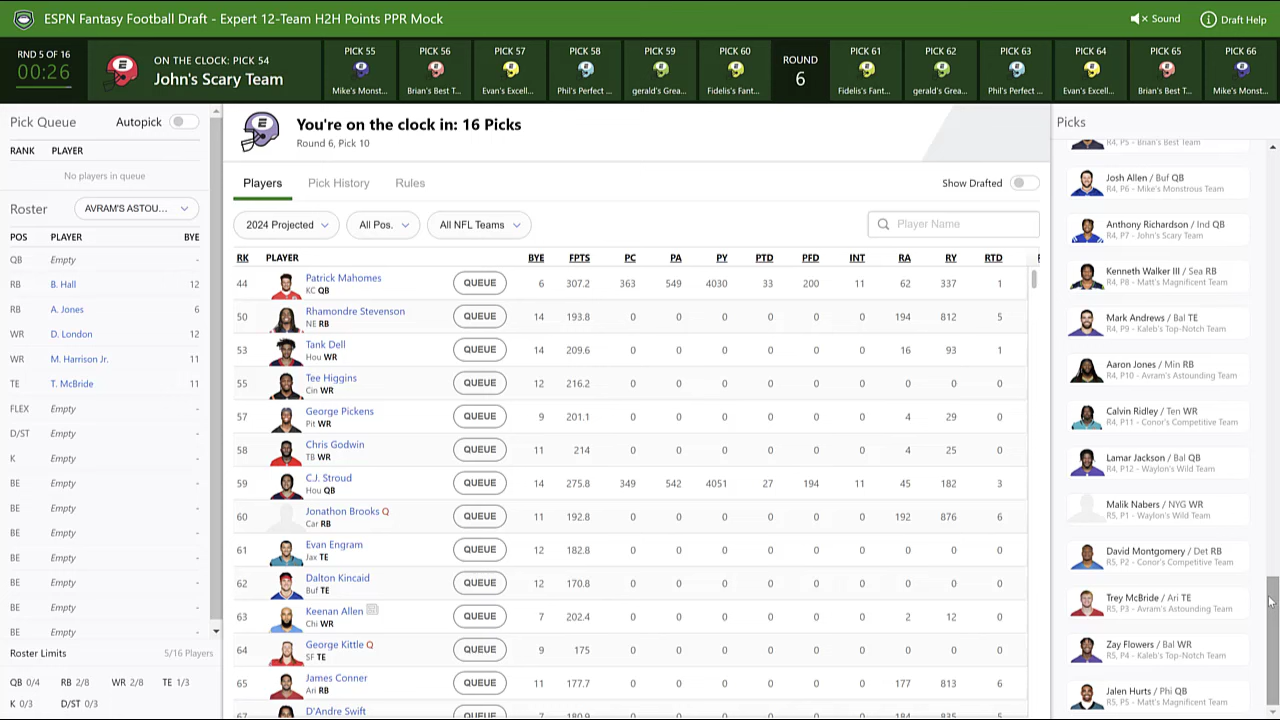 ESPN Fantasy Football Draft - Expert 12-Team H2H Points PPR Mock
Sound
Draft Help
RND 5 OF 16
00:26
ON THE CLOCK: PICK 54
John's Scary Team
PICK 55
Mike's Monst...
PICK 56
Brian's Best T...
PICK 57
Evan's Excell...
PICK 58
Phil's Perfect ...
PICK 59
gerald's Grea...
PICK 60
Fidelis's Fant...
ROUND
6
PICK 61
Fidelis's Fant...
PICK 62
gerald's Grea...
PICK 63
Phil's Perfect ...
PICK 64
Evan's Excell...
PICK 65
Brian's Best T...
PICK 66
Mike's Monst...
Pick Queue
Autopick
RANK PLAYER
No players in queue
Roster
AVRAM'S ASTOU...
POS PLAYER BYE
QB Empty -
RB B. Hall 12
RB A. Jones 6
WR D. London 12
WR M. Harrison Jr. 11
TE T. McBride 11
FLEX Empty -
D/ST Empty -
K Empty -
BE Empty -
BE Empty -
BE Empty -
BE Empty -
BE Empty -
BE Empty
Roster Limits 5/16 Players
QB 0/4 RB 2/8 WR 2/8 TE 1/3
K 0/3 D/ST 0/3
You're on the clock in: 16 Picks
Round 6, Pick 10
Players
Pick History
Rules
Show Drafted
2024 Projected
All Pos.
All NFL Teams
Player Name
RK PLAYER BYE FPTS PC PA PY PTD PFD INT RA RY RTD
44 Patrick Mahomes KC QB QUEUE 6 307.2 363 549 4030 33 200 11 62 337 1
50 Rhamondre Stevenson NE RB QUEUE 14 193.8 0 0 0 0 0 0 194 812 5
53 Tank Dell Hou WR QUEUE 14 209.6 0 0 0 0 0 0 16 93 1
55 Tee Higgins Cin WR QUEUE 12 216.2 0 0 0 0 0 0 0 0 0
57 George Pickens Pit WR QUEUE 9 201.1 0 0 0 0 0 0 4 29 0
58 Chris Godwin TB WR QUEUE 11 214 0 0 0 0 0 0 4 25 0
59 C.J. Stroud Hou QB QUEUE 14 275.8 349 542 4051 27 194 11 45 182 3
60 Jonathon Brooks Q Car RB QUEUE 11 192.8 0 0 0 0 0 0 192 876 6
61 Evan Engram Jax TE QUEUE 12 182.8 0 0 0 0 0 0 0 0 0
62 Dalton Kincaid Buf TE QUEUE 12 170.8 0 0 0 0 0 0 0 0 0
63 Keenan Allen Chi WR QUEUE 7 202.4 0 0 0 0 0 0 2 12 0
64 George Kittle Q SF TE QUEUE 9 175 0 0 0 0 0 0 0 0 0
65 James Conner Ari RB QUEUE 11 177.7 0 0 0 0 0 0 177 813 6
67 D'Andre Swift QUEUE 7 180.9 0 0 0 0 0 0 184 835 5
Picks
R4, P5 - Brian's Best Team
Josh Allen / Buf QB
R4, P6 - Mike's Monstrous Team
Anthony Richardson / Ind QB
R4, P7 - John's Scary Team
Kenneth Walker III / Sea RB
R4, P8 - Matt's Magnificent Team
Mark Andrews / Bal TE
R4, P9 - Kaleb's Top-Notch Team
Aaron Jones / Min RB
R4, P10 - Avram's Astounding Team
Calvin Ridley / Ten WR
R4, P11 - Conor's Competitive Team
Lamar Jackson / Bal QB
R4, P12 - Waylon's Wild Team
Malik Nabers / NYG WR
R5, P1 - Waylon's Wild Team
David Montgomery / Det RB
R5, P2 - Conor's Competitive Team
Trey McBride / Ari TE
R5, P3 - Avram's Astounding Team
Zay Flowers / Bal WR
R5, P4 - Kaleb's Top-Notch Team
Jalen Hurts / Phi QB
R5, P5 - Matt's Magnificent Team